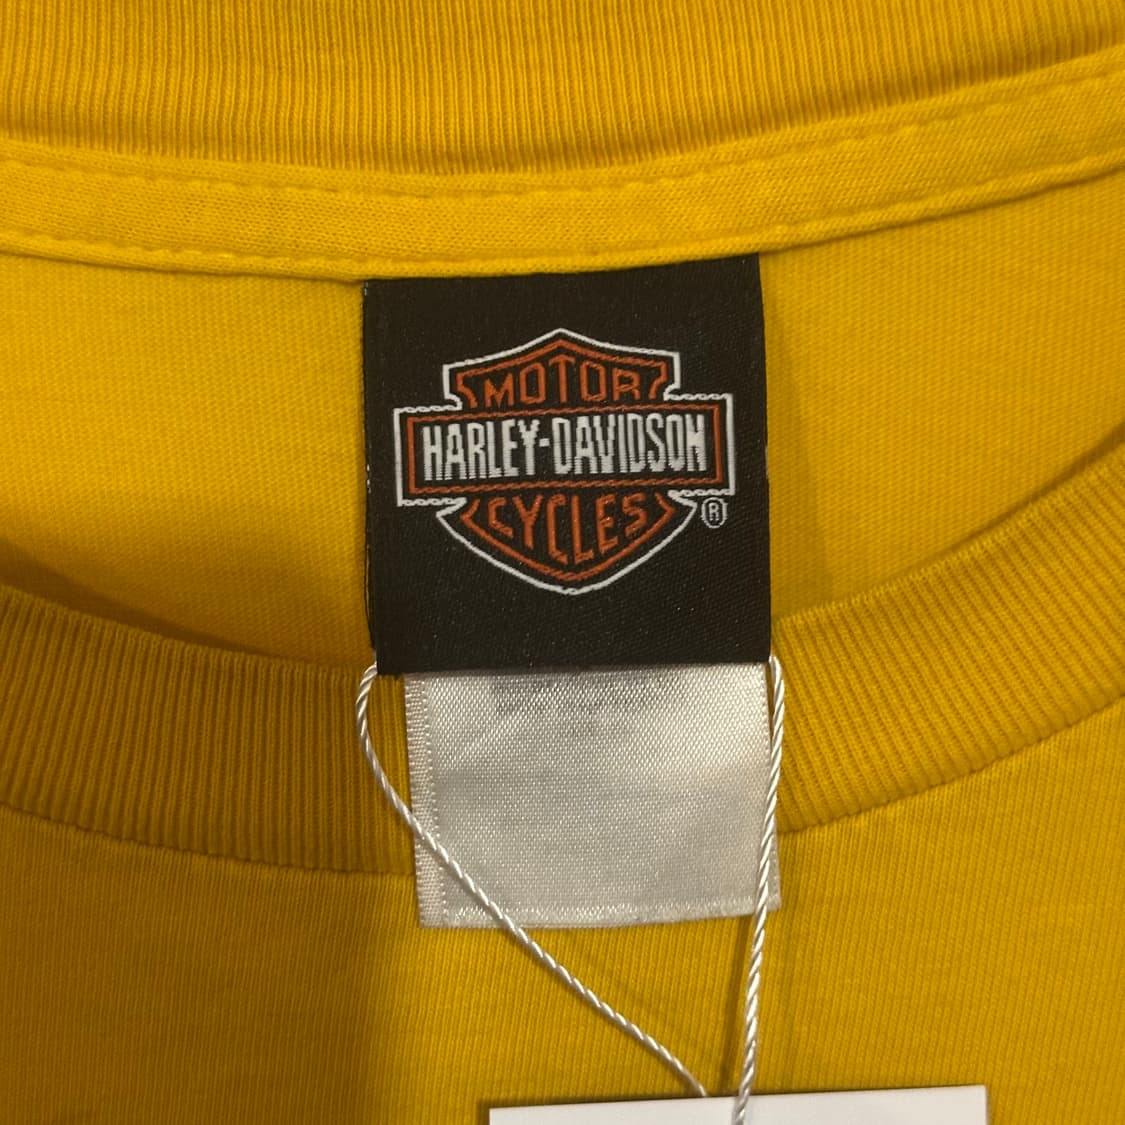 MOTOR
HARLEY-DAVIDSON
CYCLES
®